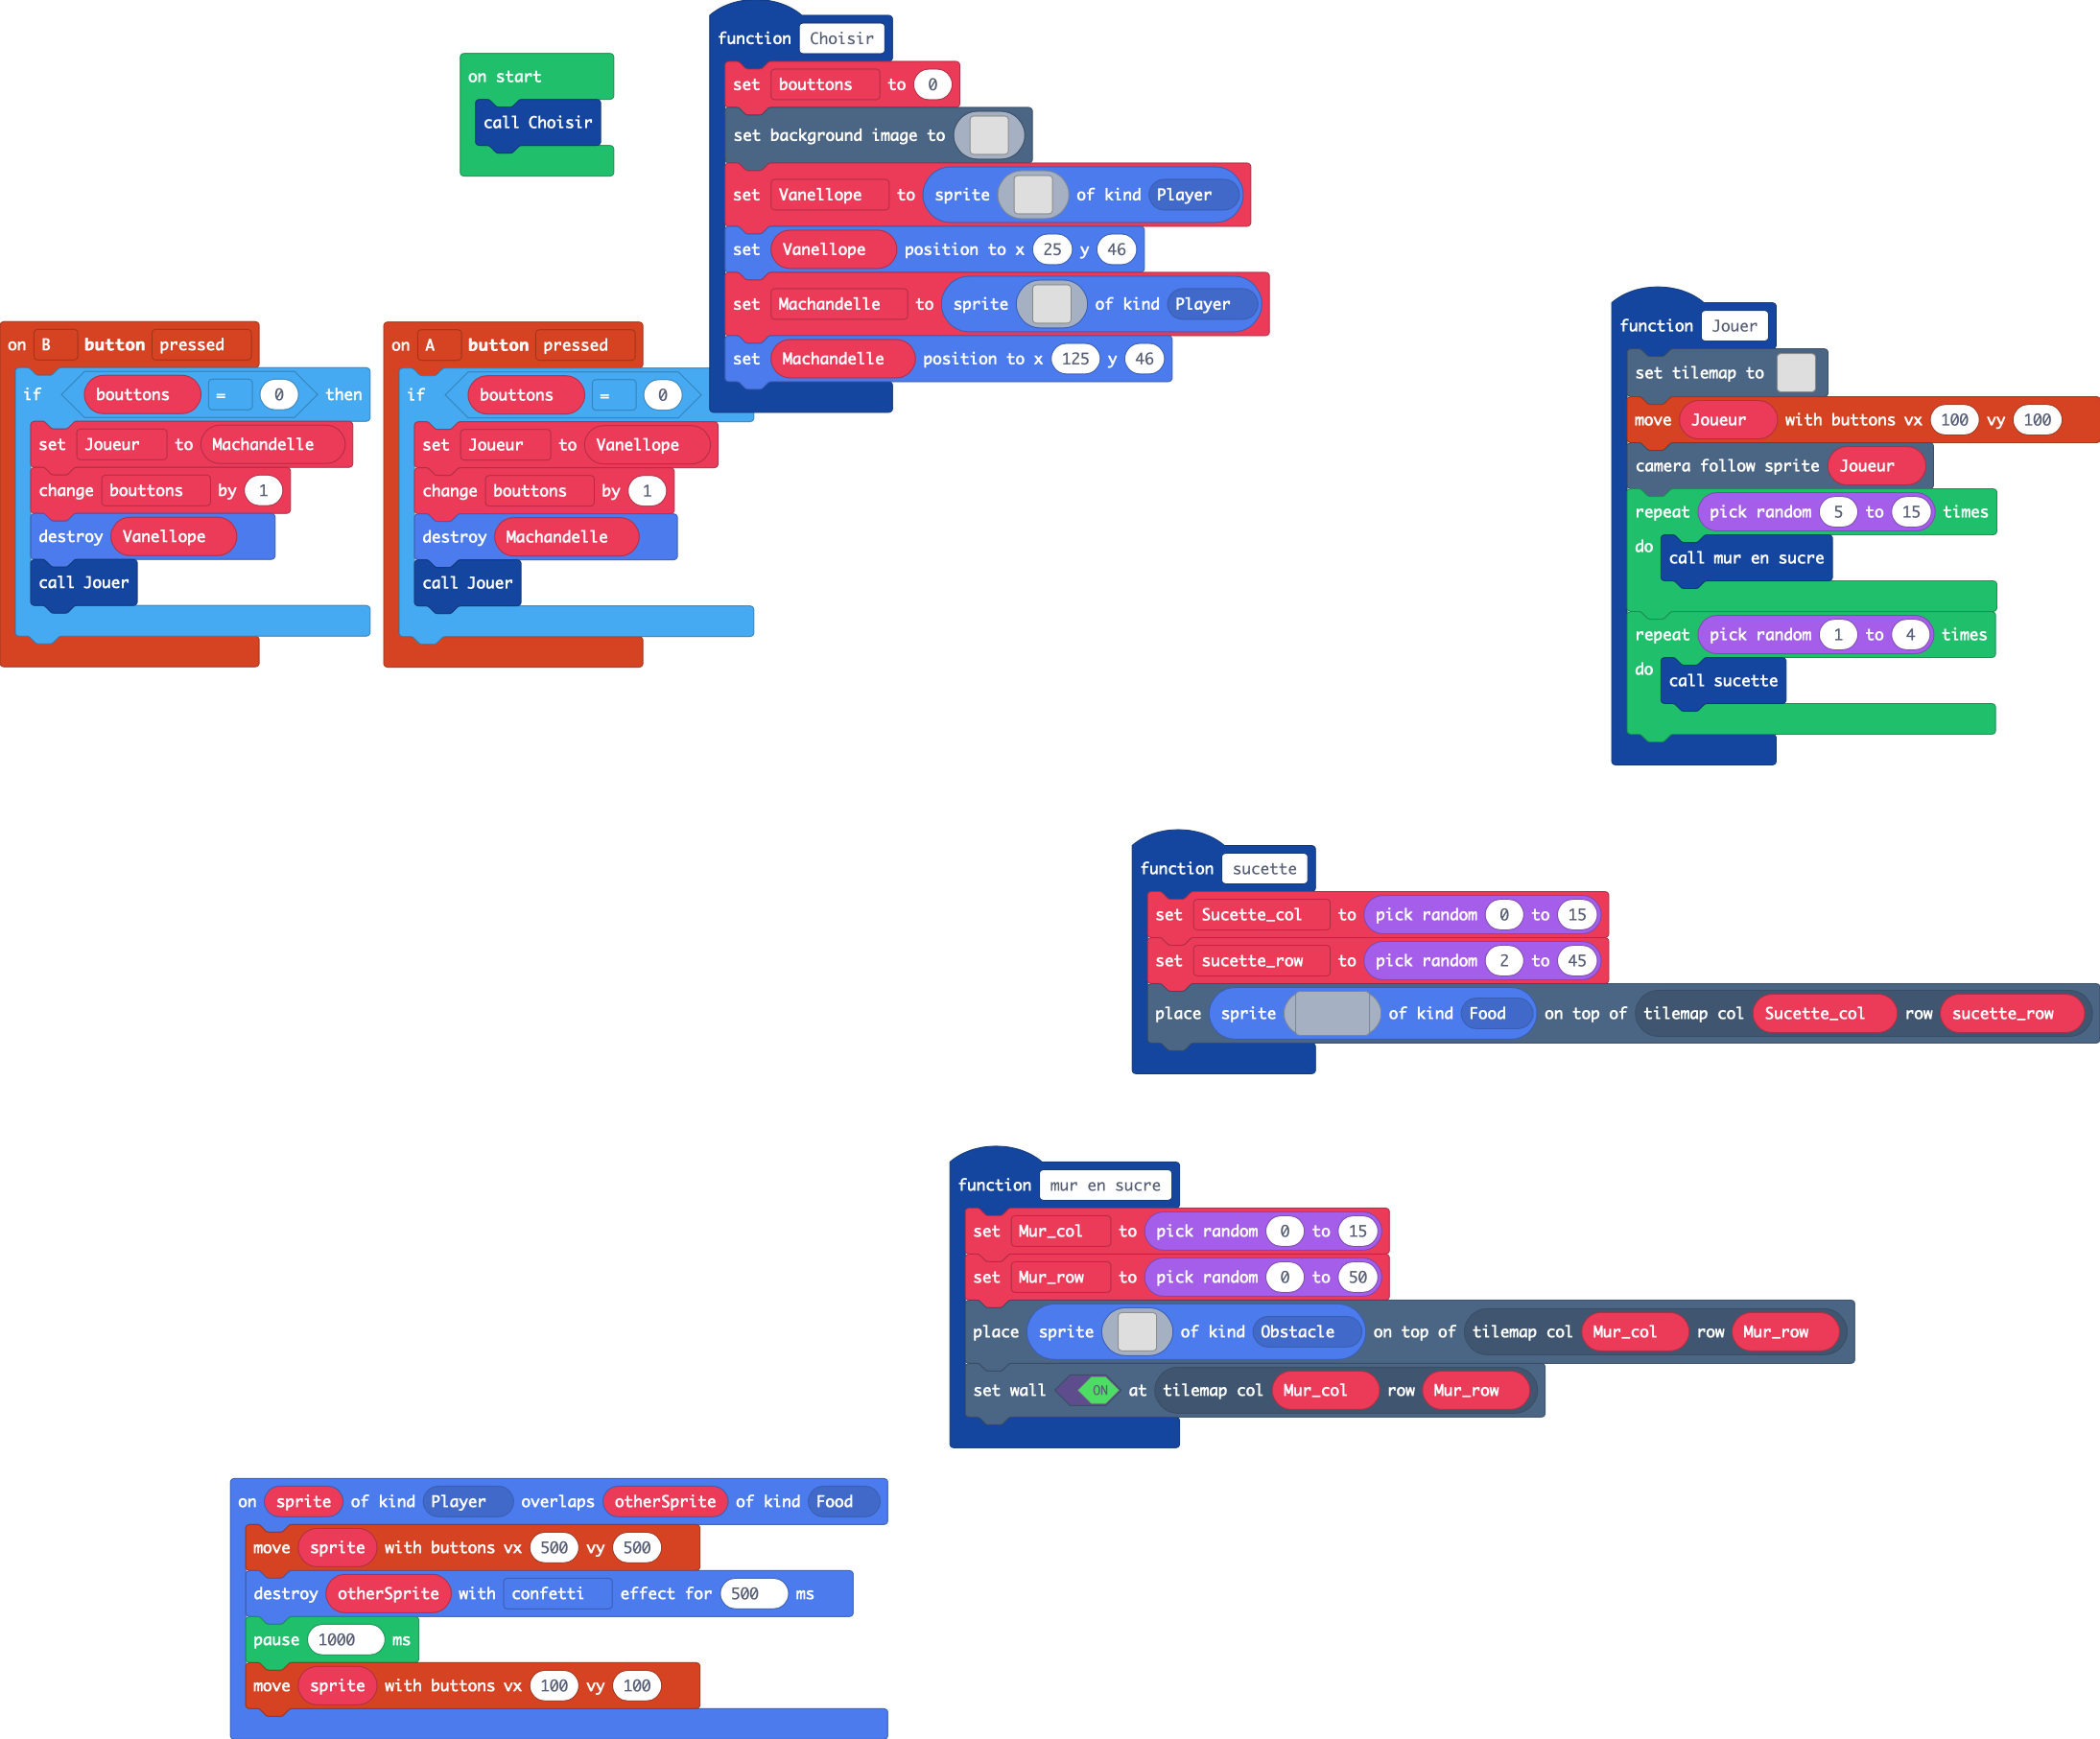 on start
call Choisir
function Choisir
set bouttons to 0
set background image to
set Vanellope to sprite of kind Player
set Vanellope position to x 25 y 46
set Machandelle to sprite of kind Player
set Machandelle position to x 125 y 46
on B button pressed
if bouttons = 0 then
set Joueur to Machandelle
change bouttons by 1
destroy Vanellope
call Jouer
on A button pressed
if bouttons = 0
set Joueur to Vanellope
change bouttons by 1
destroy Machandelle
call Jouer
function Jouer
set tilemap to
move Joueur with buttons vx 100 vy 100
camera follow sprite Joueur
repeat pick random 5 to 15 times
do call mur en sucre
repeat pick random 1 to 4 times
do call sucette
function sucette
set Sucette_col to pick random 0 to 15
set sucette_row to pick random 2 to 45
place sprite of kind Food on top of tilemap col Sucette_col row sucette_row
function mur en sucre
set Mur_col to pick random 0 to 15
set Mur_row to pick random 0 to 50
place sprite of kind Obstacle on top of tilemap col Mur_col row Mur_row
set wall ON at tilemap col Mur_col row Mur_row
on sprite of kind Player overlaps otherSprite of kind Food
move sprite with buttons vx 500 vy 500
destroy otherSprite with confetti effect for 500 ms
pause 1000 ms
move sprite with buttons vx 100 vy 100